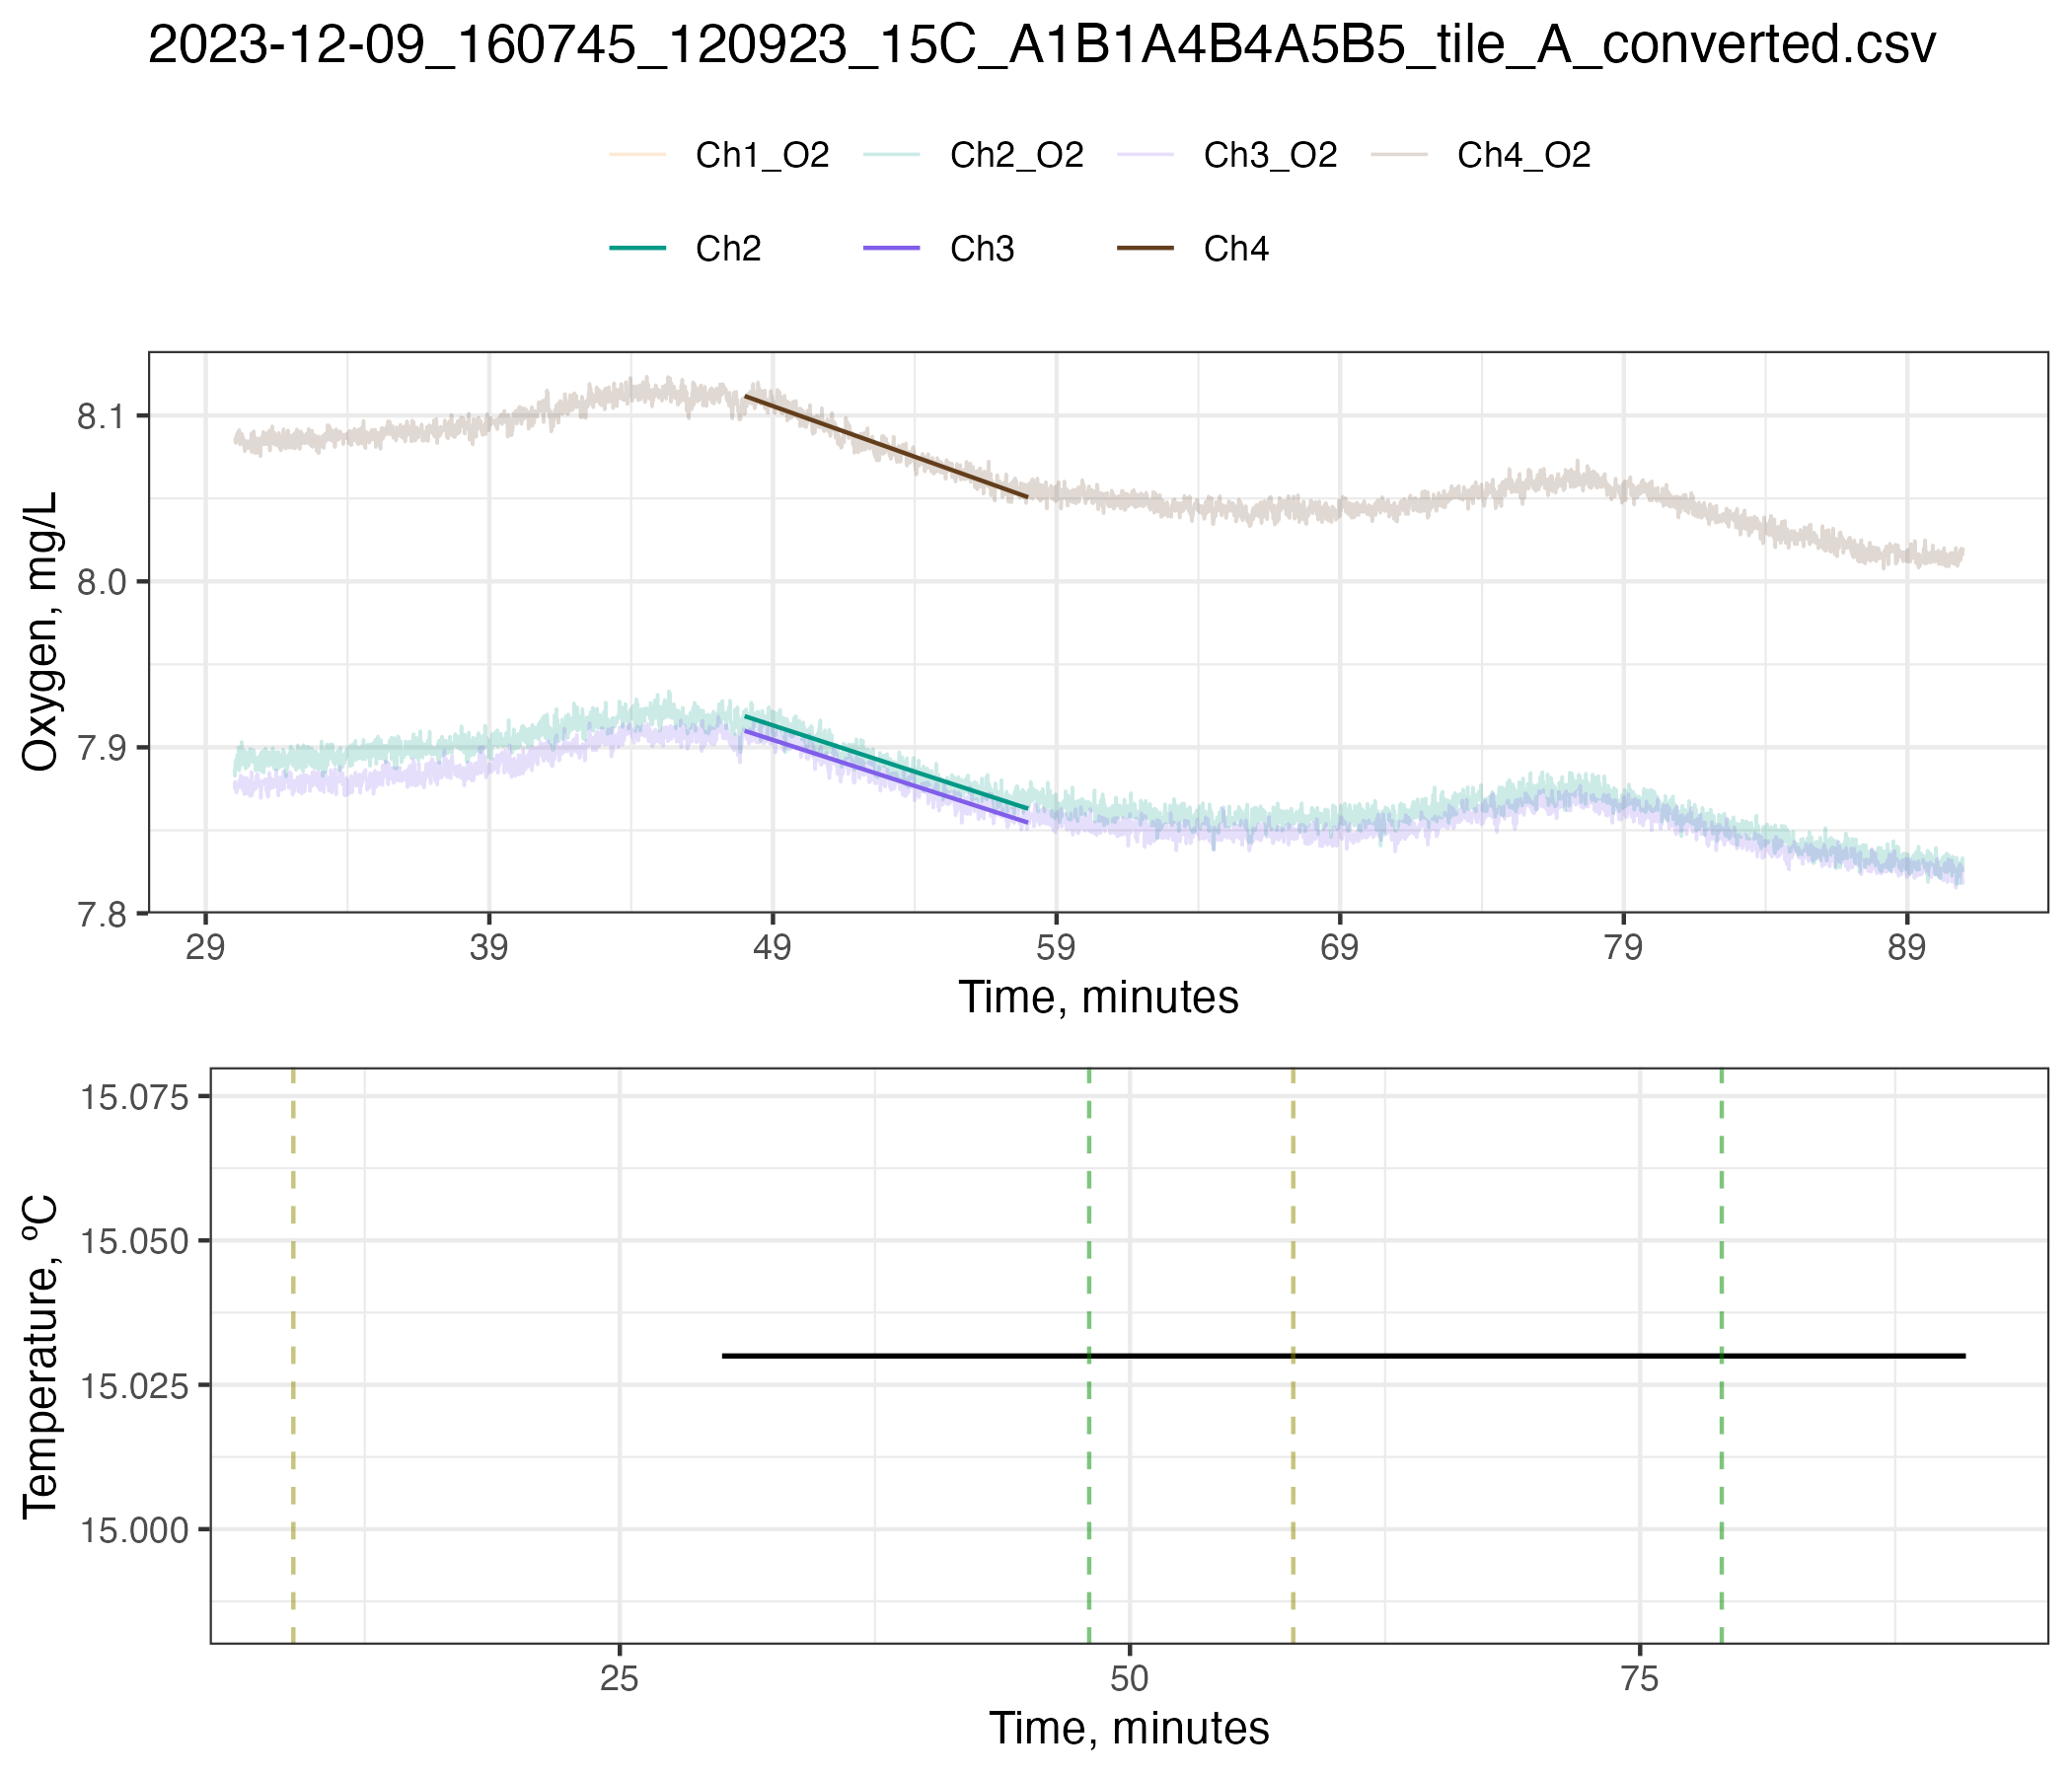 2023-12-09_160745_120923_15C_A1B1A4B4A5B5_tile_A_converted.csv
Ch1_O2 Ch2_O2 Ch3_O2 Ch4_O2
Ch2 Ch3 Ch4
Oxygen, mg/L
8.1
8.0
7.9
7.8
29 39 49 59 69 79 89
Time, minutes
Temperature, ºC
15.075
15.050
15.025
15.000
25 50 75
Time, minutes